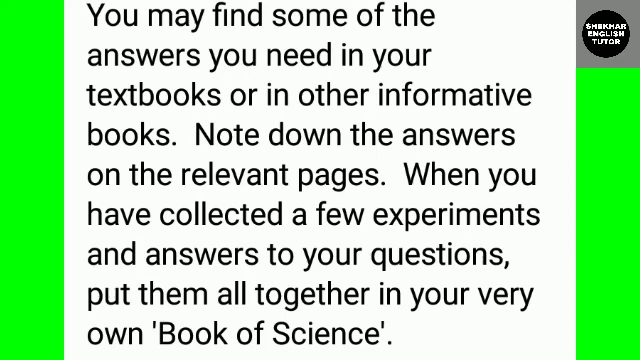 You may find some of the
answers you need in your
textbooks or in other informative
books.  Note down the answers
on the relevant pages.  When you
have collected a few experiments
and answers to your questions,
put them all together in your very
own 'Book of Science'.
SHEKHAR
ENGLISH
TUTOR